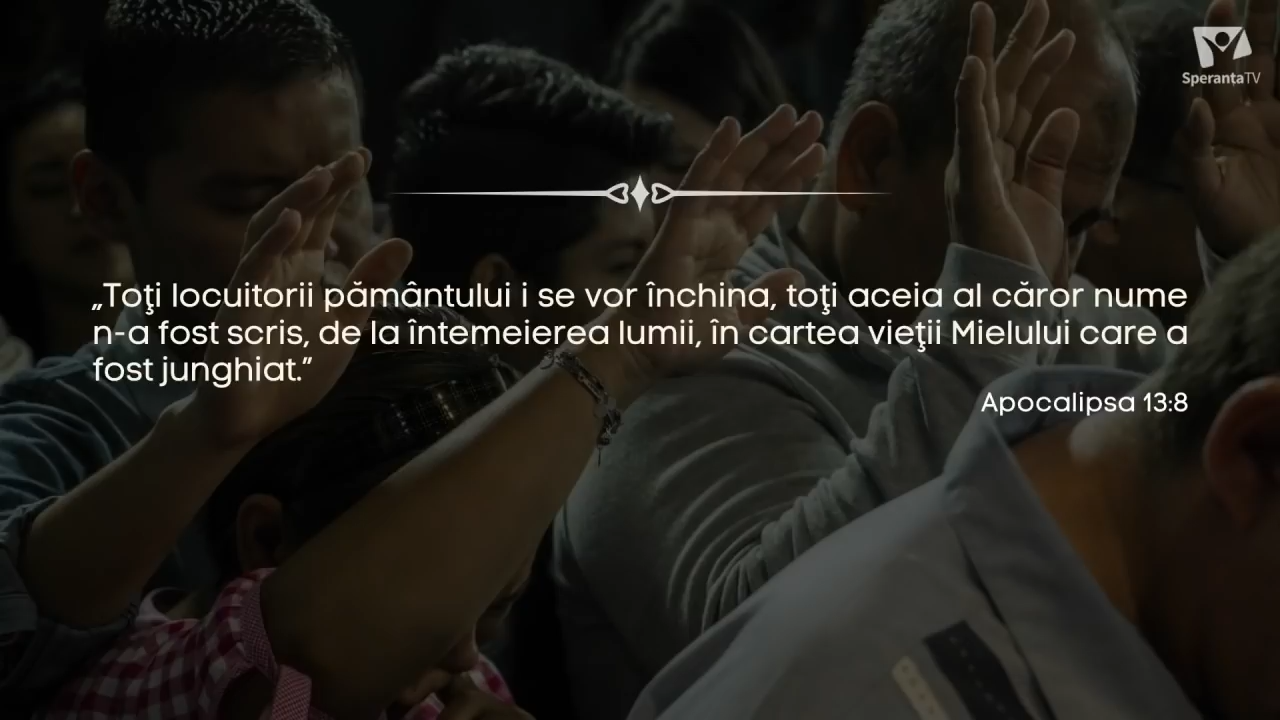 SperanțaTV
„Toţi locuitorii pământului i se vor închina, toţi aceia al căror nume
n-a fost scris, de la întemeierea lumii, în cartea vieţii Mielului care a
fost junghiat.”
Apocalipsa 13:8